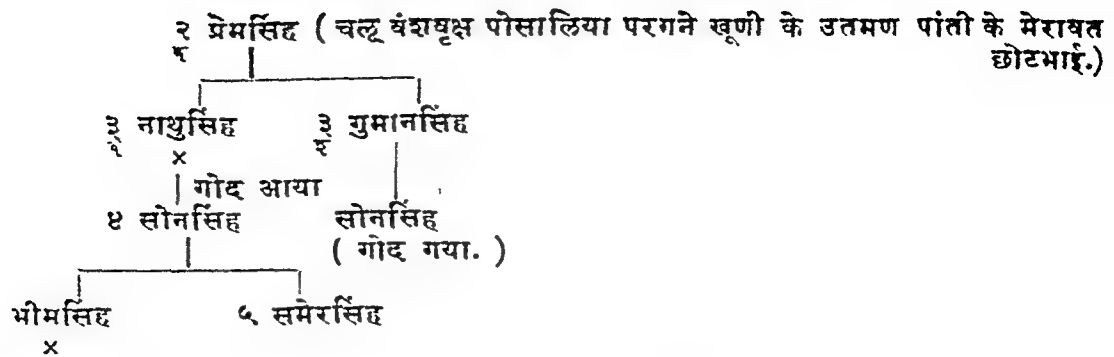 २ प्रेमसिंह ( चलू वंशवृक्ष पोसालिया परगने खूणी के उतमण पांती के मेरावत
छोटभाई.)
३ नाथुसिंह ३ गुमानसिंह
×
गोद आया
४ सोनसिंह सोनसिंह
( गोद गया. )
भीमसिंह ५ समेरसिंह
×